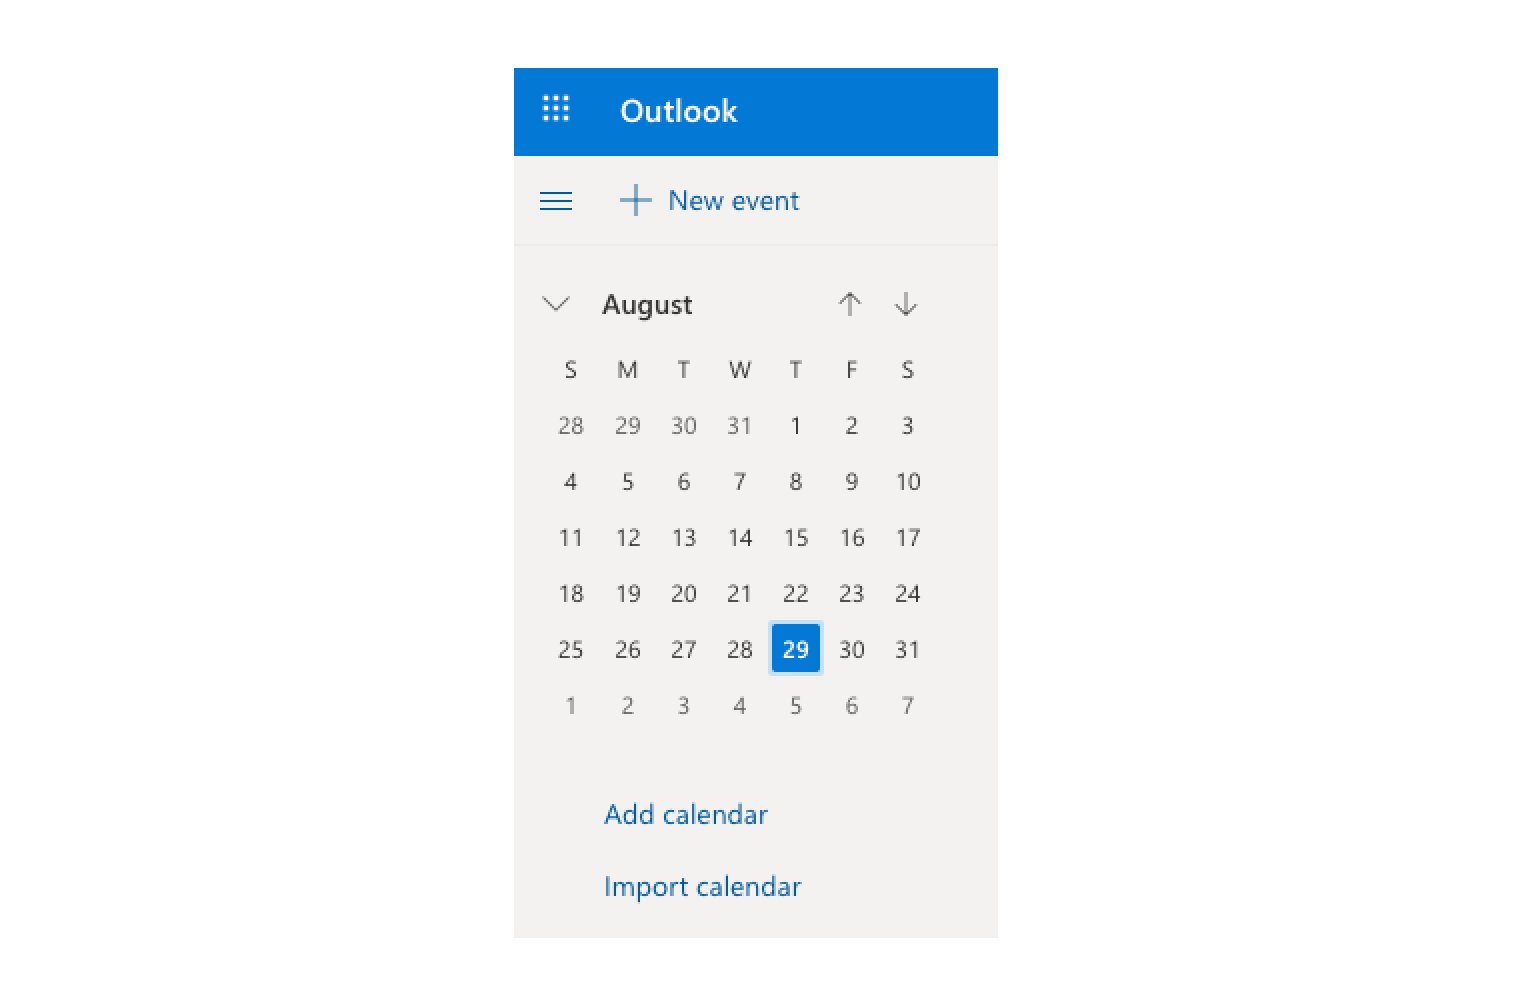 Outlook
New event
August
S M T W T F S
28 29 30 31 1 2 3
4 5 6 7 8 9 10
11 12 13 14 15 16 17
18 19 20 21 22 23 24
25 26 27 28 29 30 31
1 2 3 4 5 6 7
Add calendar
Import calendar